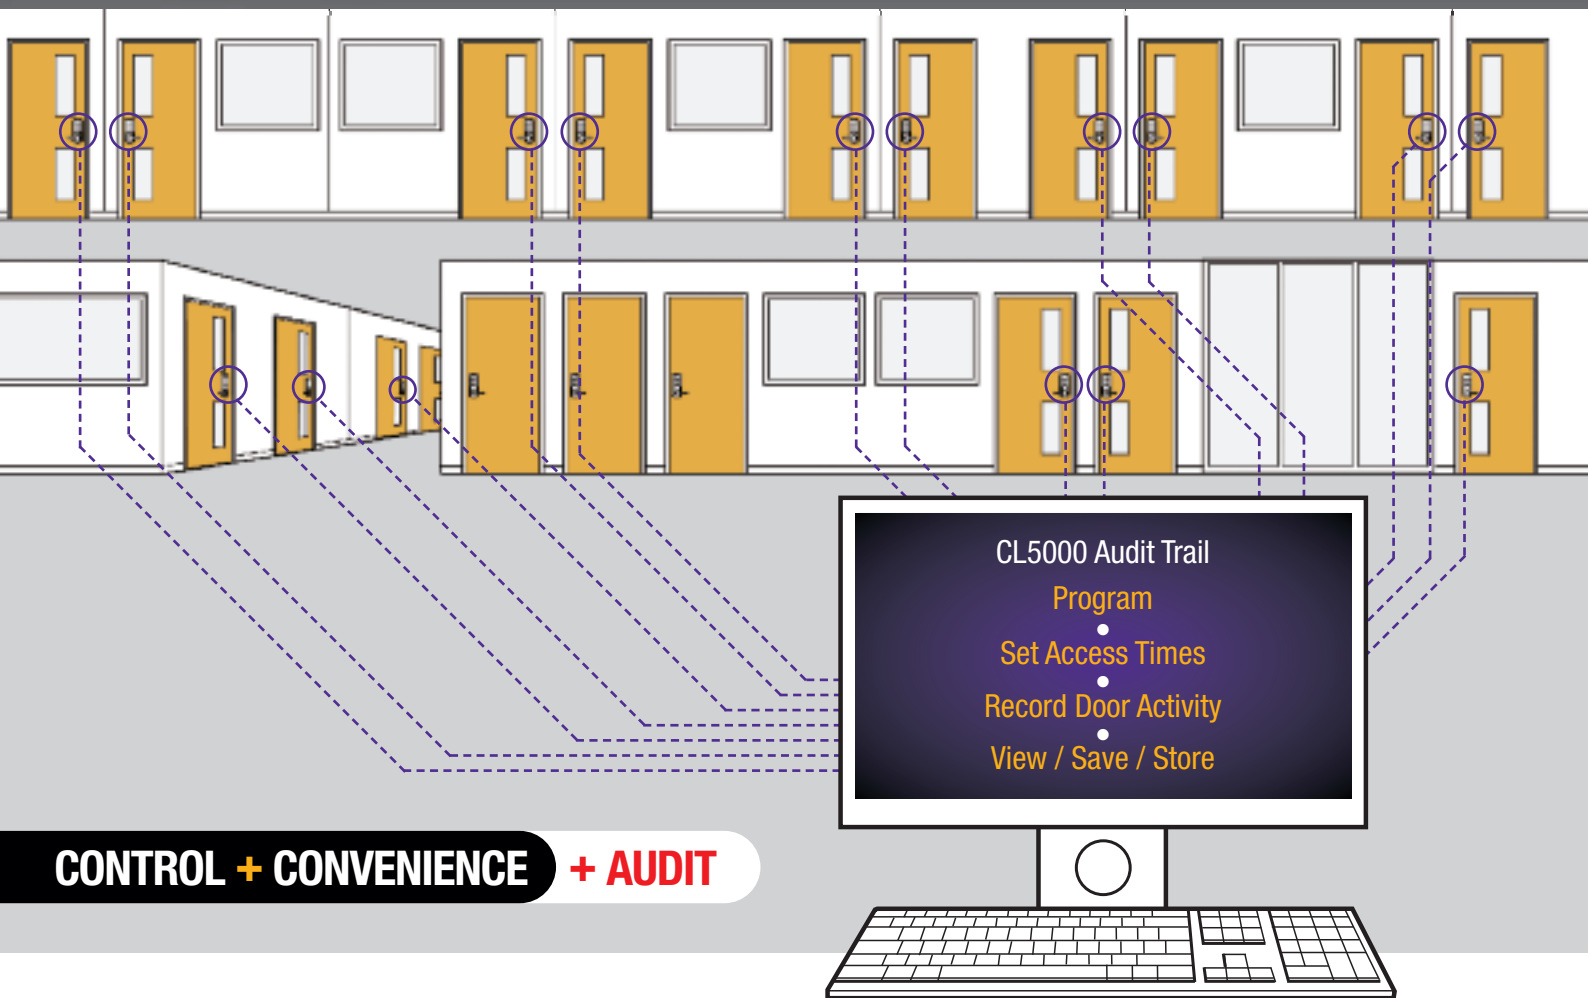 CL5000 Audit Trail
Program
Set Access Times
Record Door Activity
View / Save / Store
CONTROL + CONVENIENCE + AUDIT